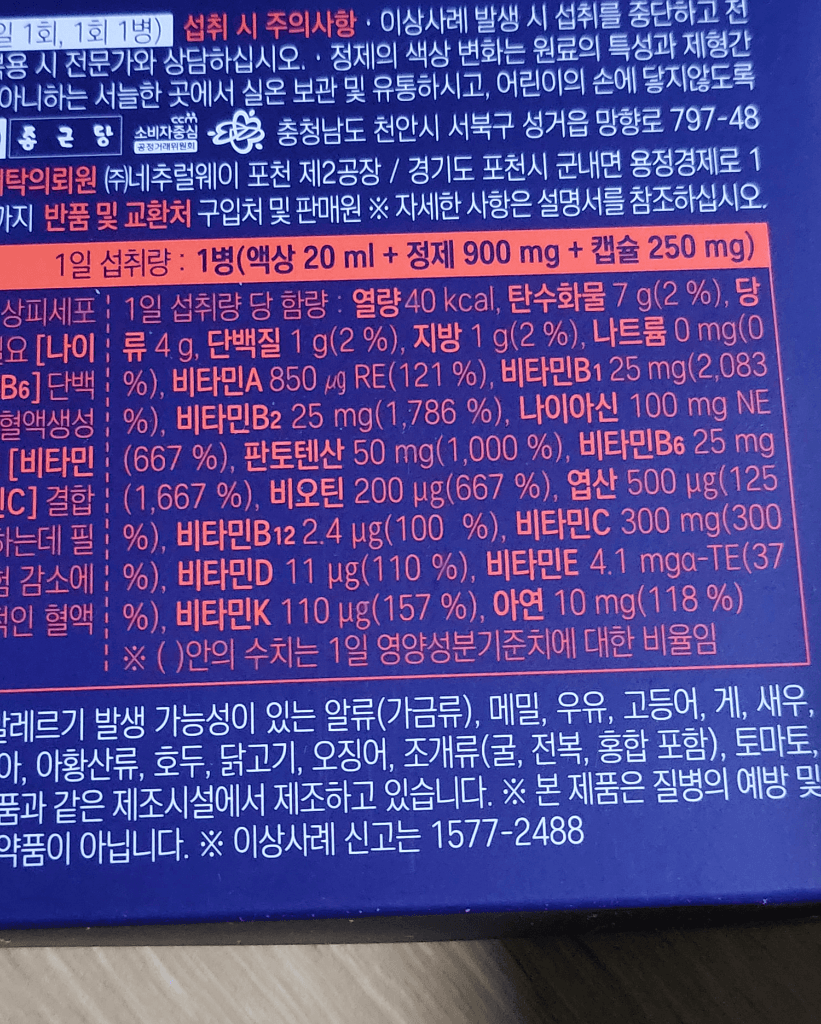 일 1회, 1회 1병) 섭취 시 주의사항 · 이상사례 발생 시 섭취를 중단하고 전
복용 시 전문가와 상담하십시오. · 정제의 색상 변화는 원료의 특성과 제형간
아니하는 서늘한 곳에서 실온 보관 및 유통하시고, 어린이의 손에 닿지않도록
종근당 CCM 소비자중심 공정거래위원회 충청남도 천안시 서북구 성거읍 망향로 797-48
위탁의뢰원 ㈜네추럴웨이 포천 제2공장 / 경기도 포천시 군내면 용정경제로 1
까지 반품 및 교환처 구입처 및 판매원 ※ 자세한 사항은 설명서를 참조하십시오.
1일 섭취량 : 1병(액상 20 ml + 정제 900 mg + 캡슐 250 mg)
상피세포
요 [나이
B6] 단백
혈액생성
[비타민
C] 결합
하는데 필
험 감소에
적인 혈액
1일 섭취량 당 함량 : 열량 40 kcal, 탄수화물 7 g(2 %), 당
류 4 g, 단백질 1 g(2 %), 지방 1 g(2 %), 나트륨 0 mg(0
%), 비타민A 850 ㎍ RE(121 %), 비타민B1 25 mg(2,083
%), 비타민B2 25 mg(1,786 %), 나이아신 100 mg NE
(667 %), 판토텐산 50 mg(1,000 %), 비타민B6 25 mg
(1,667 %), 비오틴 200 μg(667 %), 엽산 500 μg(125
%), 비타민B12 2.4 μg(100 %), 비타민C 300 mg(300
%), 비타민D 11 μg(110 %), 비타민E 4.1 mgα-TE(37
%), 비타민K 110 μg(157 %), 아연 10 mg(118 %)
※ ( )안의 수치는 1일 영양성분기준치에 대한 비율임
알레르기 발생 가능성이 있는 알류(가금류), 메밀, 우유, 고등어, 게, 새우,
아, 아황산류, 호두, 닭고기, 오징어, 조개류(굴, 전복, 홍합 포함), 토마토,
품과 같은 제조시설에서 제조하고 있습니다. ※ 본 제품은 질병의 예방 및
약품이 아닙니다. ※ 이상사례 신고는 1577-2488